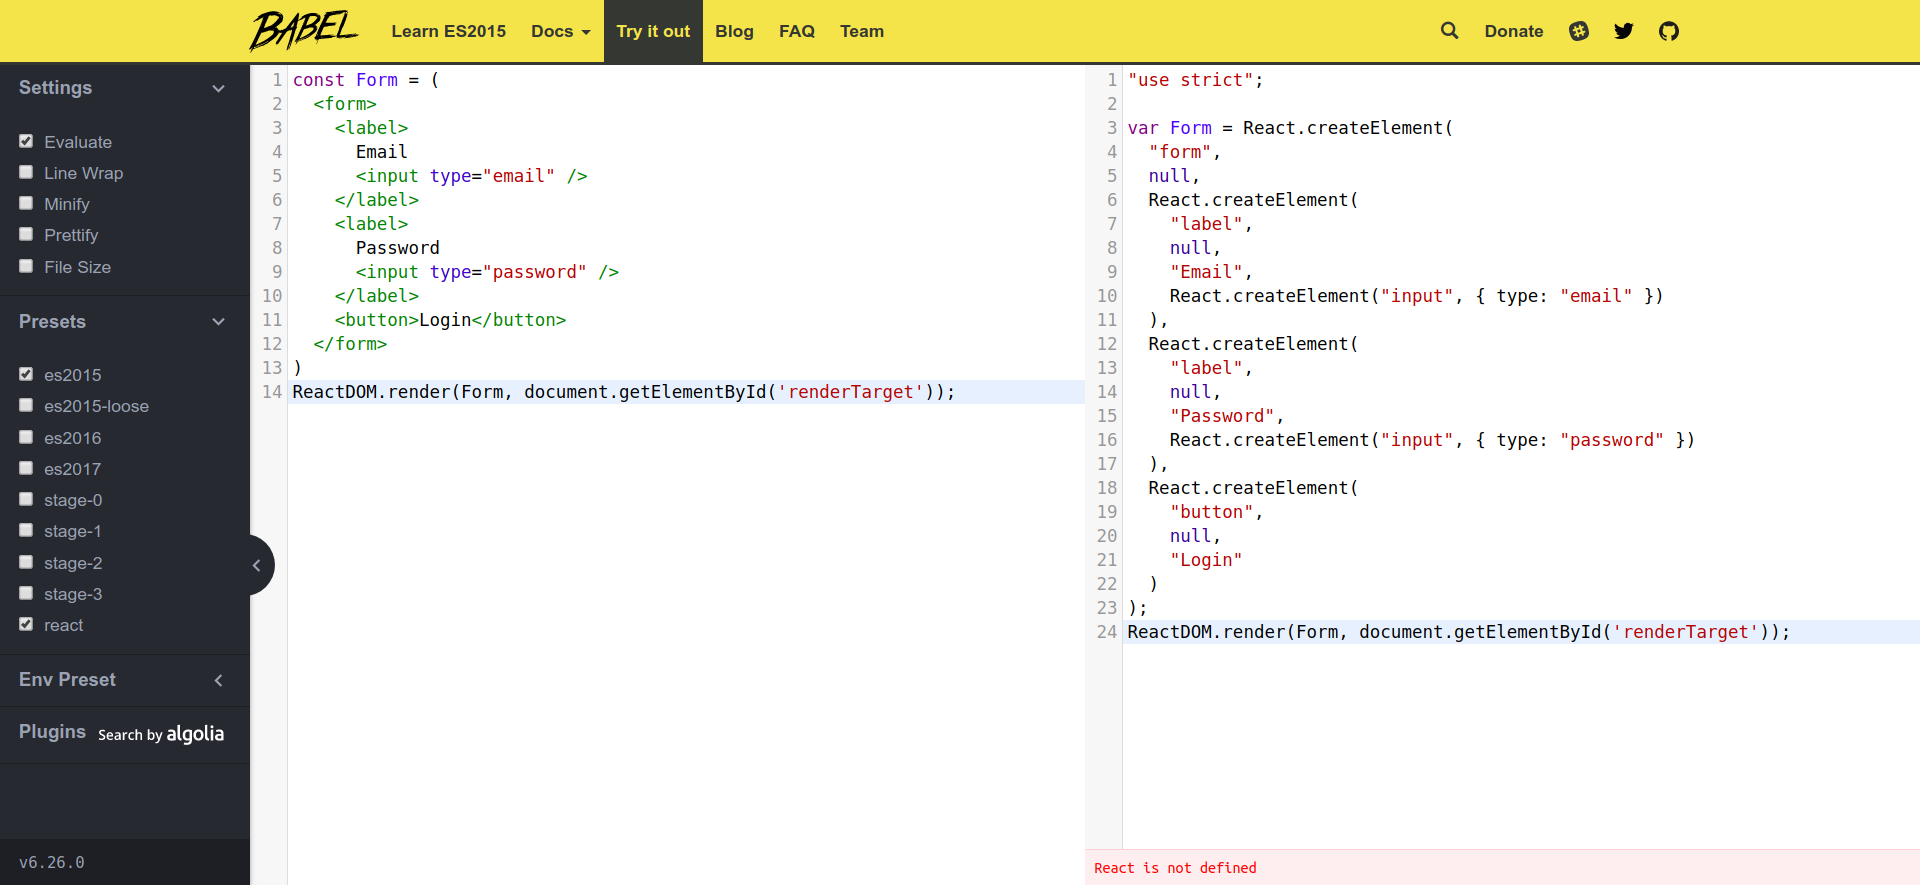 BABEL Learn ES2015 Docs Try it out Blog FAQ Team Donate
Settings
Evaluate
Line Wrap
Minify
Prettify
File Size
Presets
es2015
es2015-loose
es2016
es2017
stage-0
stage-1
stage-2
stage-3
react
Env Preset
Plugins Search by algolia
v6.26.0
1 const Form = (
2   <form>
3     <label>
4       Email
5       <input type="email" />
6     </label>
7     <label>
8       Password
9       <input type="password" />
10     </label>
11     <button>Login</button>
12   </form>
13 )
14 ReactDOM.render(Form, document.getElementById('renderTarget'));
1 "use strict";
2
3 var Form = React.createElement(
4   "form",
5   null,
6   React.createElement(
7     "label",
8     null,
9     "Email",
10     React.createElement("input", { type: "email" })
11   ),
12   React.createElement(
13     "label",
14     null,
15     "Password",
16     React.createElement("input", { type: "password" })
17   ),
18   React.createElement(
19     "button",
20     null,
21     "Login"
22   )
23 );
24 ReactDOM.render(Form, document.getElementById('renderTarget'));
React is not defined